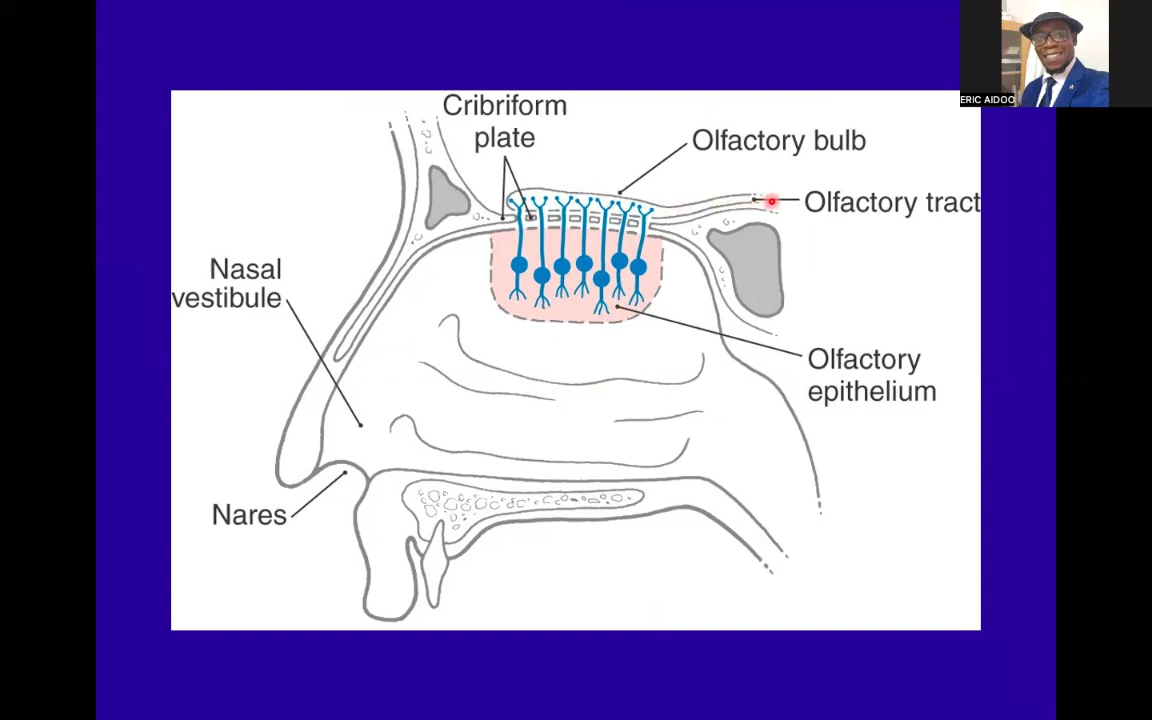 ERIC AIDOO
Cribriform
plate
Olfactory bulb
Olfactory tract
Nasal
vestibule
Olfactory
epithelium
Nares